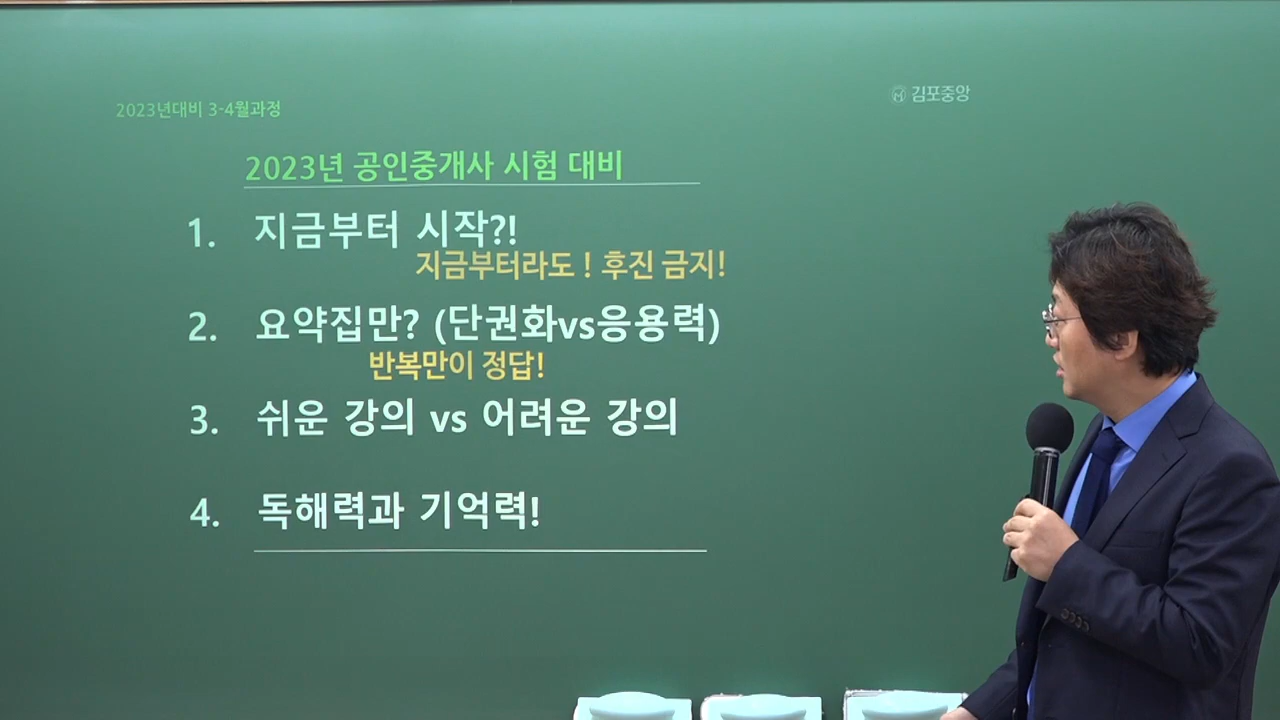 2023년대비 3-4월과정
김포중앙
2023년 공인중개사 시험 대비
1. 지금부터 시작?!
지금부터라도 ! 후진 금지!
2. 요약집만? (단권화vs응용력)
반복만이 정답!
3. 쉬운 강의 vs 어려운 강의
4. 독해력과 기억력!